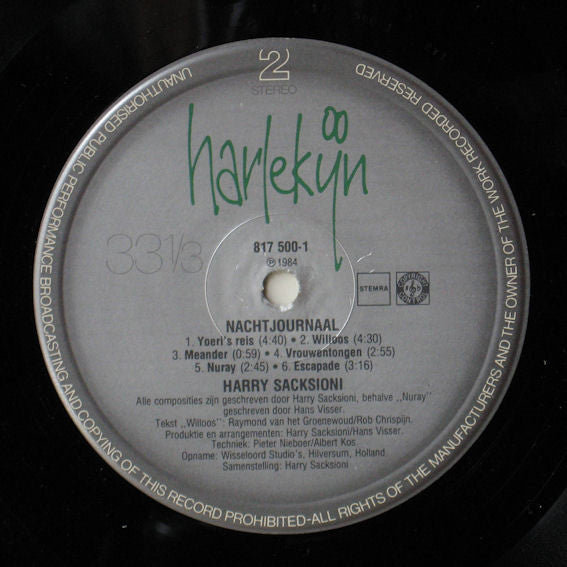 2
STEREO
harlekijn
33 1/3
817 500-1
℗ 1984
STEMRA
COPYRIGHT CONTROL
NACHTJOURNAAL
1. Yoeri's reis (4:40) • 2. Willoos (4:30)
3. Meander (0:59) • 4. Vrouwentongen (2:55)
5. Nuray (2:45) • 6. Escapade (3:16)
HARRY SACKSIONI
Alle composities zijn geschreven door Harry Sacksioni, behalve ,,Nuray"
geschreven door Hans Visser.
Tekst ,,Willoos": Raymond van het Groenewoud/Rob Chrispijn.
Produktie en arrangementen: Harry Sacksioni/Hans Visser.
Techniek: Pieter Nieboer/Albert Kos.
Opname: Wisseloord Studio's, Hilversum, Holland.
Samenstelling: Harry Sacksioni
UNAUTHORISED PUBLIC PERFORMANCE BROADCASTING AND COPYING OF THIS RECORD PROHIBITED-ALL RIGHTS OF THE MANUFACTURERS AND THE OWNER OF THE WORK RECORDED RESERVED